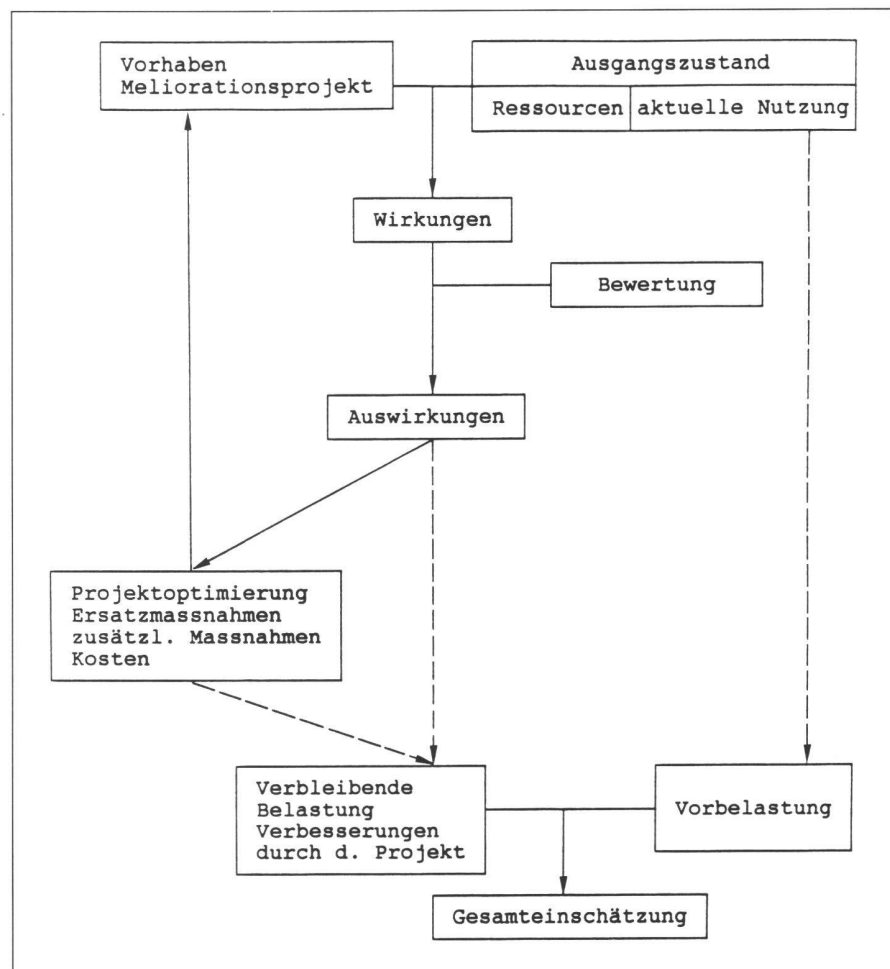 Vorhaben
Meliorationsprojekt
Ausgangszustand
Ressourcen
aktuelle Nutzung
Wirkungen
Bewertung
Auswirkungen
Projektoptimierung
Ersatzmassnahmen
zusätzl. Massnahmen
Kosten
Verbleibende
Belastung
Verbesserungen
durch d. Projekt
Vorbelastung
Gesamteinschätzung